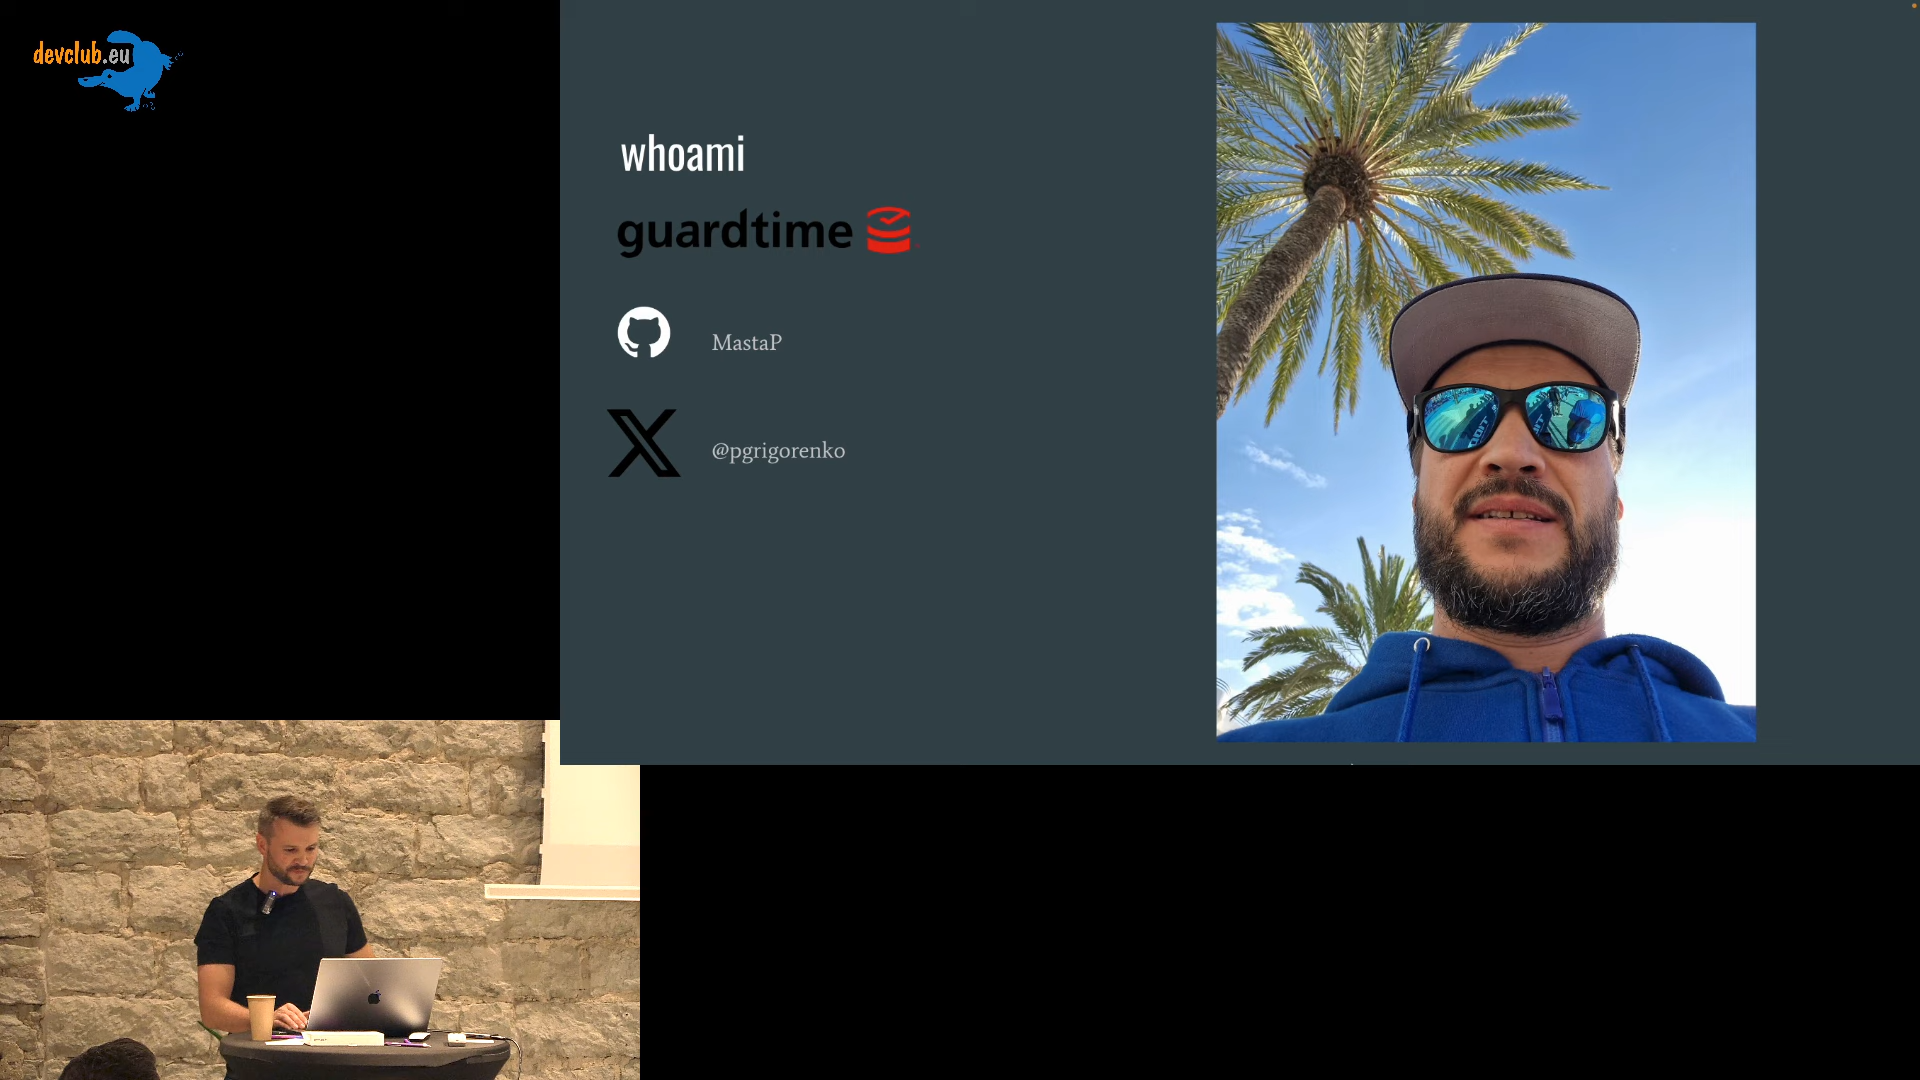 devclub.eu
whoami
guardtime
MastaP
@pgrigorenko